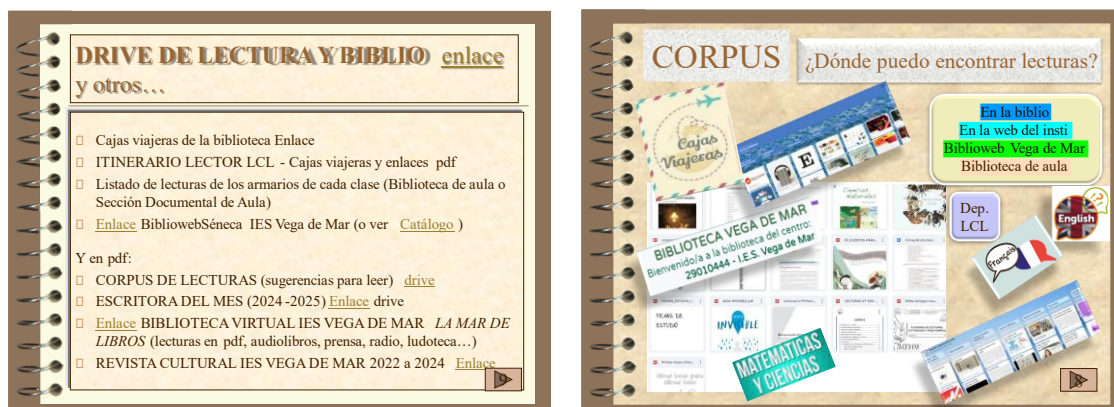 DRIVE DE LECTURA Y BIBLIO enlace
y otros…
Cajas viajeras de la biblioteca Enlace
ITINERARIO LECTOR LCL - Cajas viajeras y enlaces pdf
Listado de lecturas de los armarios de cada clase (Biblioteca de aula o
Sección Documental de Aula)
Enlace BibliowebSéneca IES Vega de Mar (o ver Catálogo )
Y en pdf:
CORPUS DE LECTURAS (sugerencias para leer) drive
ESCRITORA DEL MES (2024-2025) Enlace drive
Enlace BIBLIOTECA VIRTUAL IES VEGA DE MAR LA MAR DE
LIBROS (lecturas en pdf, audiolibros, prensa, radio, ludoteca…)
REVISTA CULTURAL IES VEGA DE MAR 2022 a 2024 Enlace
CORPUS
¿Dónde puedo encontrar lecturas?
Cajas
Viajeras
En la biblio
En la web del insti
Biblioweb Vega de Mar
Biblioteca de aula
Dep.
LCL
English
Français
Ciencias
naturales
BIBLIOTECA VEGA DE MAR
Bienvenido/a a la biblioteca del centro:
29010444 - I.E.S. Vega de Mar
FICHAS DE
ESTUDIO
INVISIBLE
MATEMÁTICAS
Y CIENCIAS